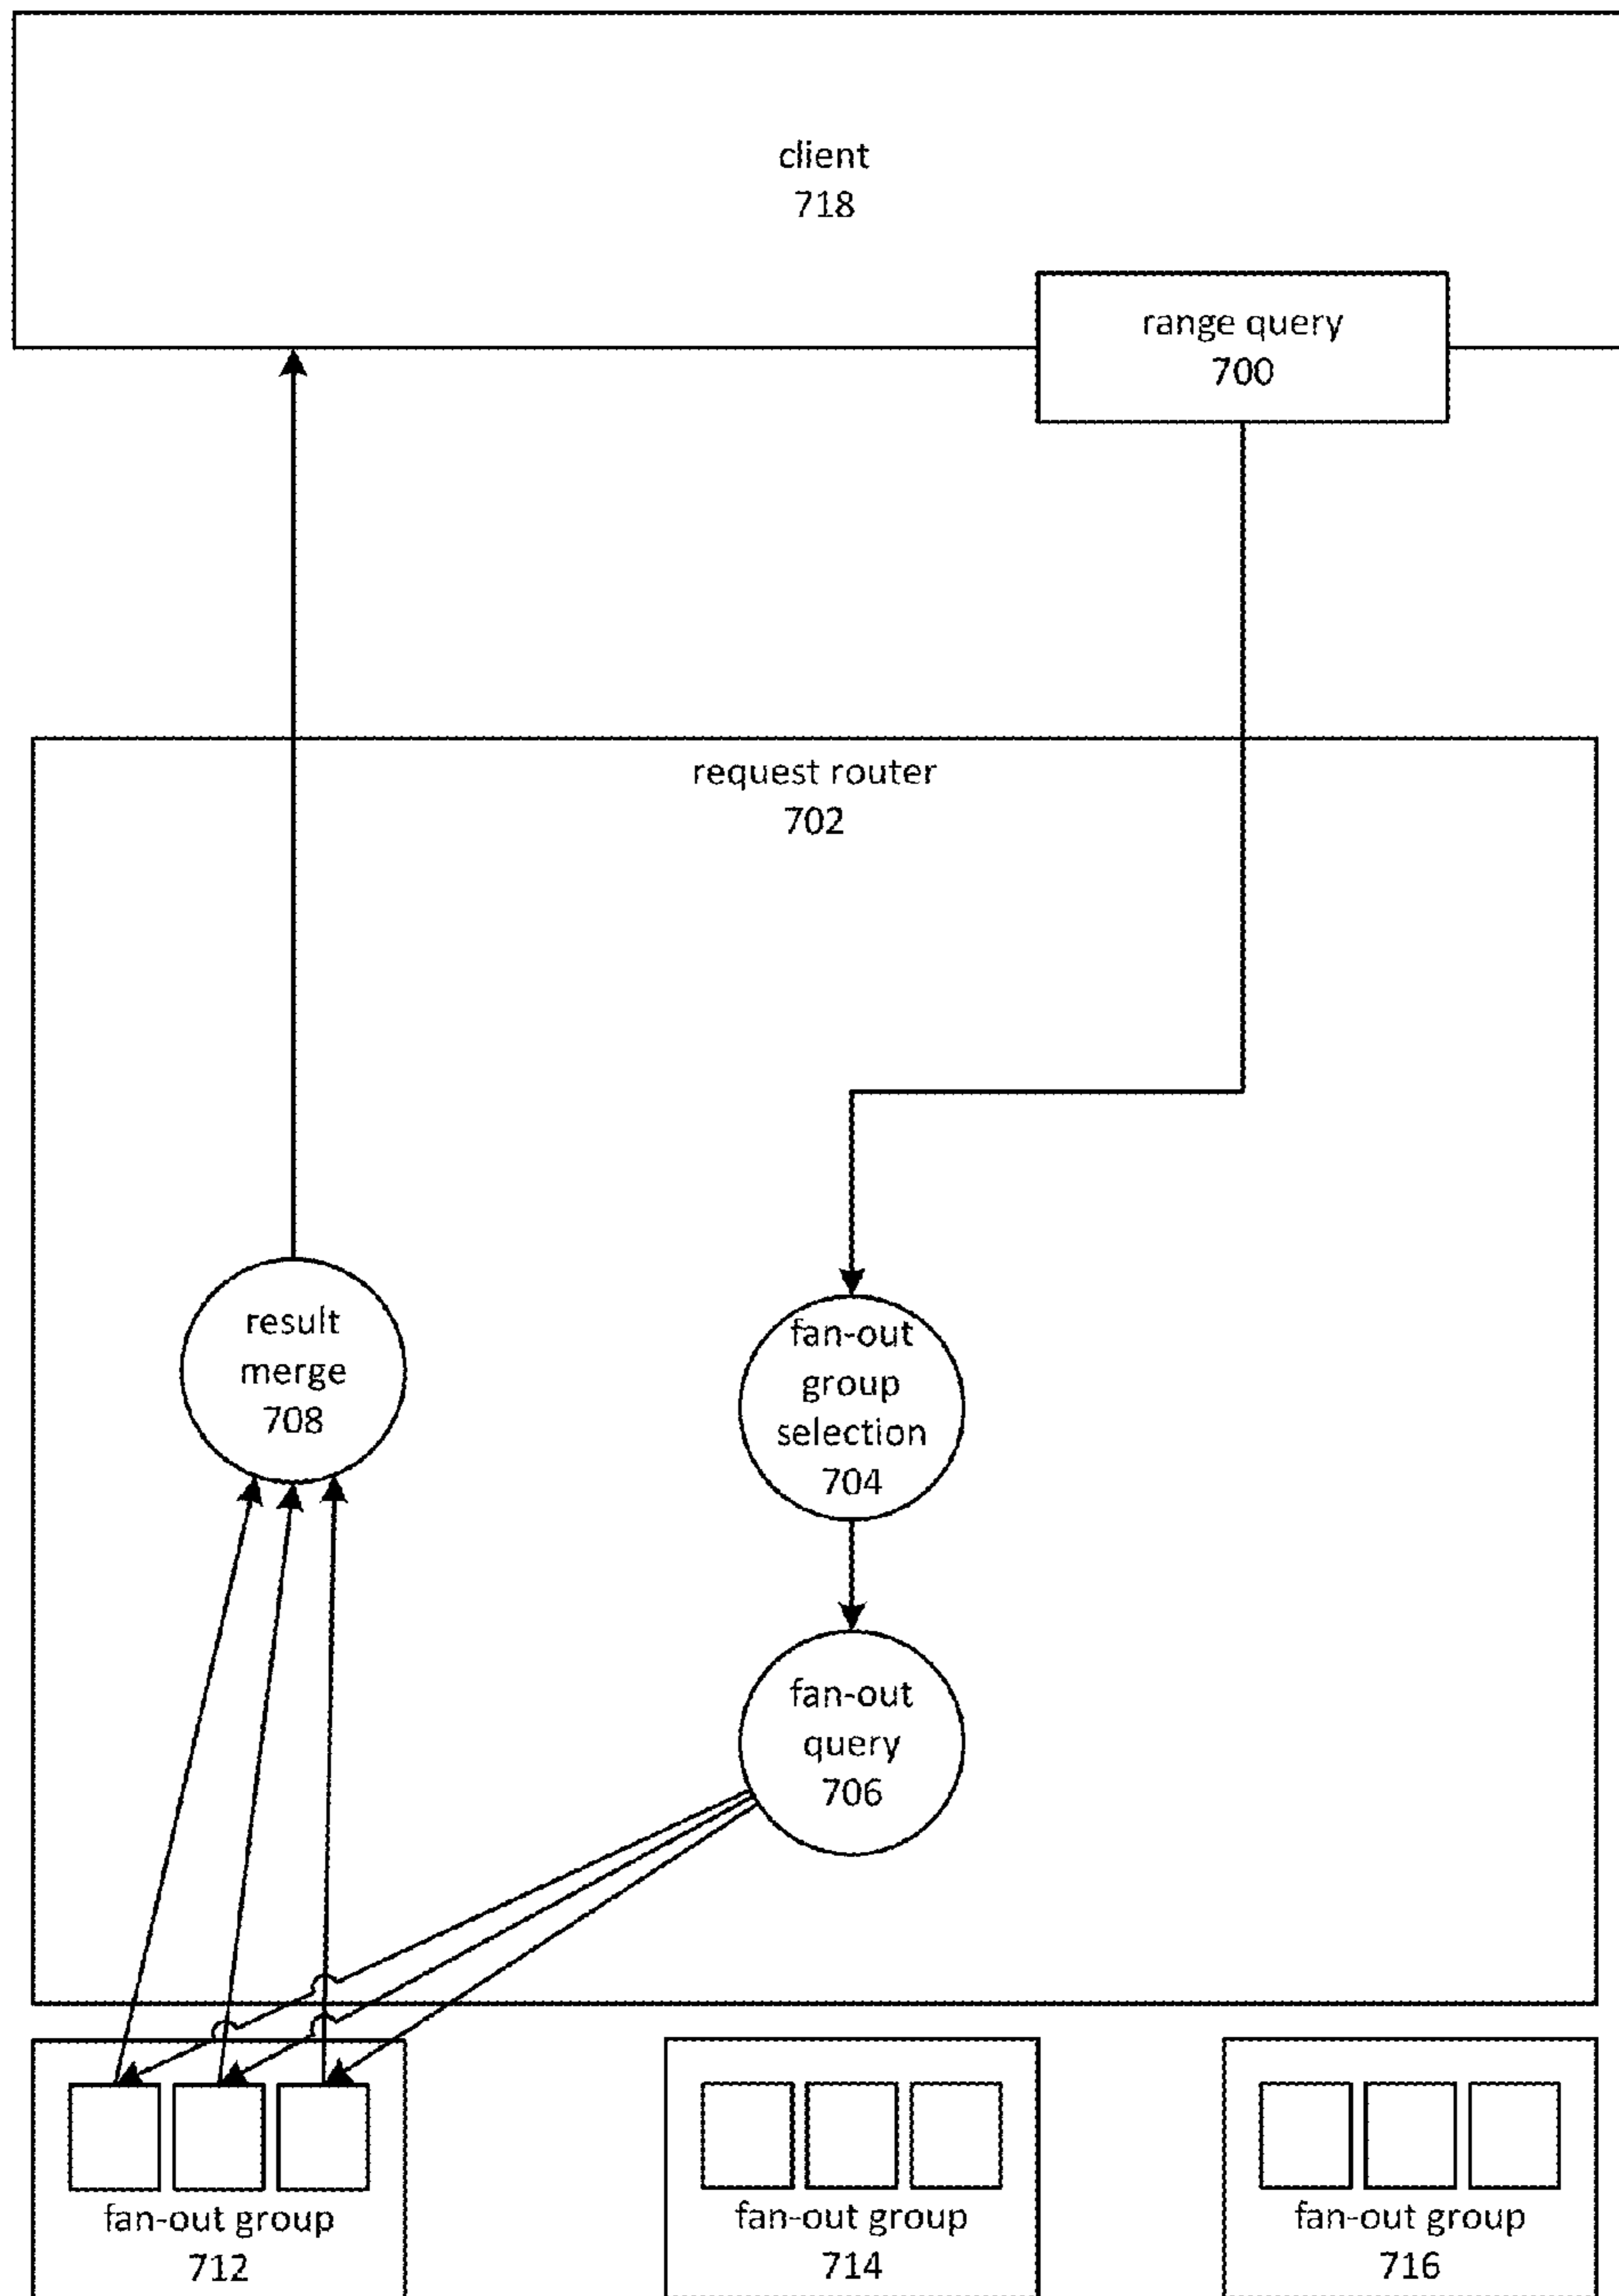 client
718
range query
700
request router
702
result
merge
708
fan-out
group
selection
704
fan-out
query
706
fan-out group
712
fan-out group
714
fan-out group
716